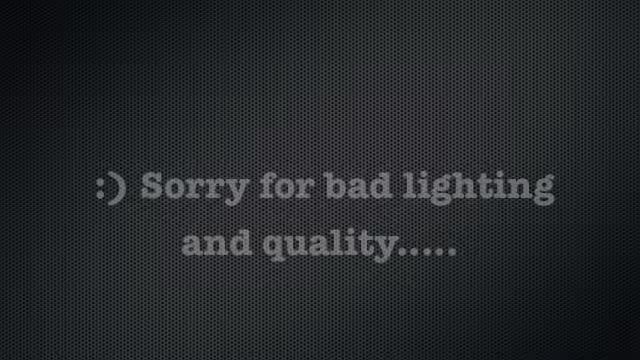 :) Sorry for bad lighting
and quality.....